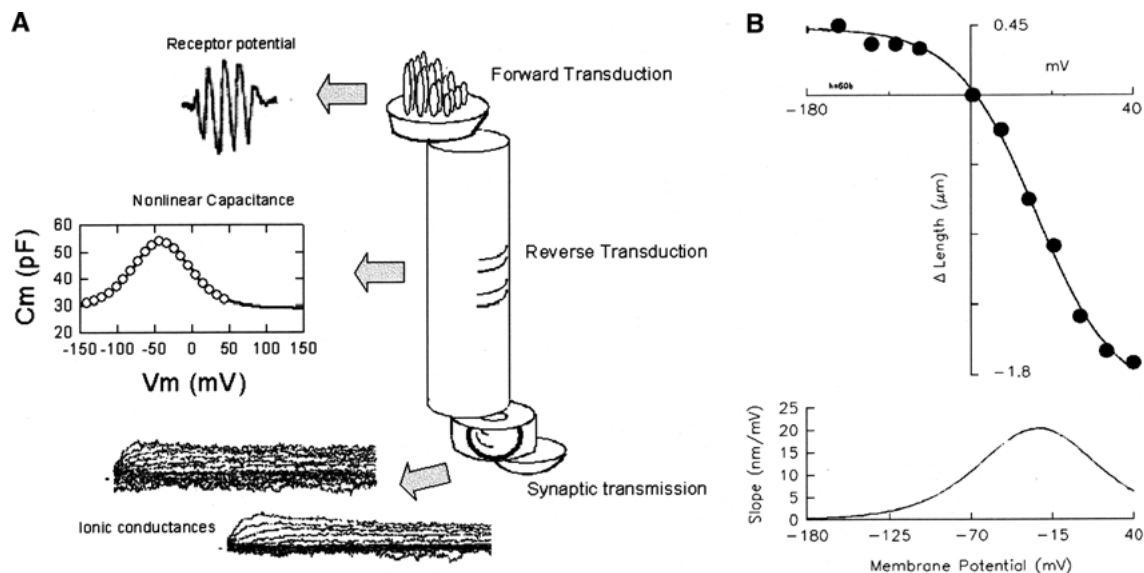 A
Receptor potential
Forward Transduction
Nonlinear Capacitance
Cm (pF)
60
50
40
30
20
-150 -100 -50 0 50 100 150
Vm (mV)
Reverse Transduction
Synaptic transmission
Ionic conductances
B
0.45
mV
-180 -125 40
Δ Length (μm)
-1.8
Slope (nm/mV)
25
20
15
10
5
0
-180 -125 -70 -15 40
Membrane Potential (mV)